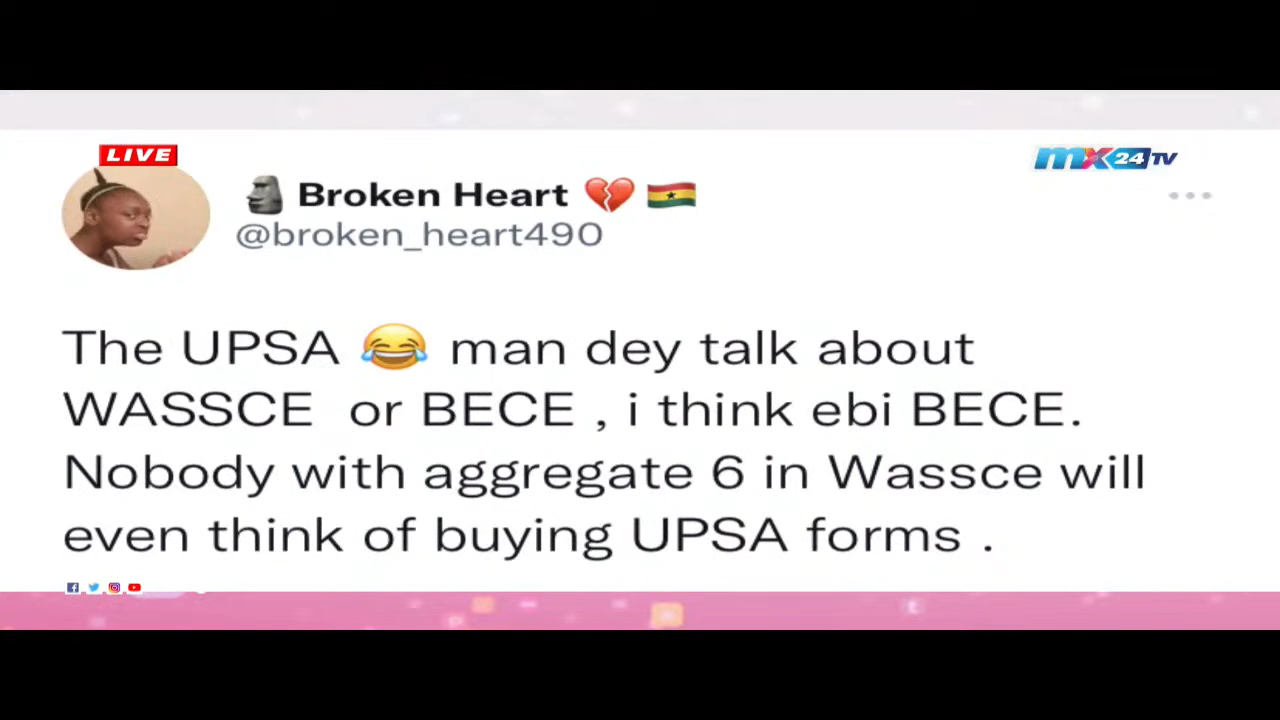 LIVE
mx24TV
🗿 Broken Heart 💔 🇬🇭
@broken_heart490
The UPSA 😂 man dey talk about
WASSCE or BECE , i think ebi BECE.
Nobody with aggregate 6 in Wassce will
even think of buying UPSA forms .